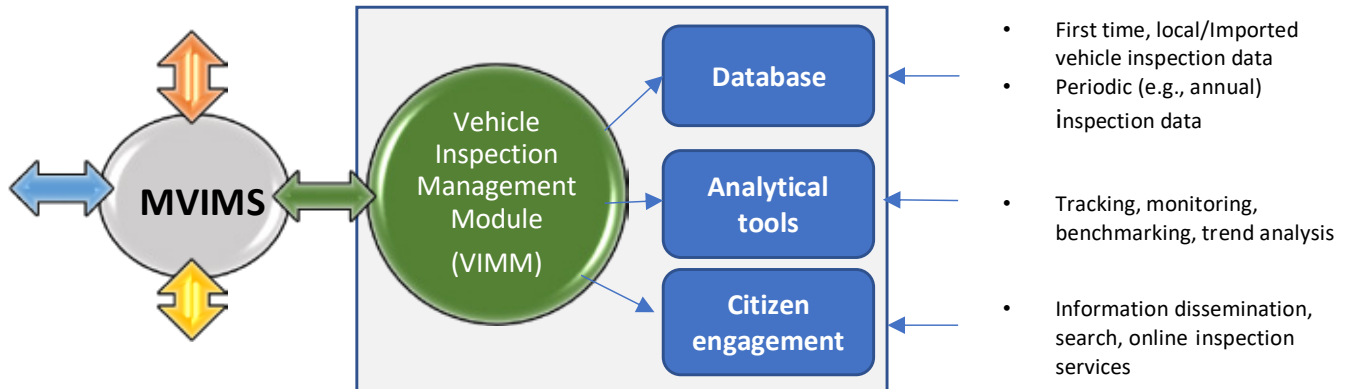 MVIMS
Vehicle
Inspection
Management
Module
(VIMM)
Database
Analytical
tools
Citizen
engagement
• First time, local/Imported
vehicle inspection data
• Periodic (e.g., annual)
inspection data
• Tracking, monitoring,
benchmarking, trend analysis
• Information dissemination,
search, online inspection
services